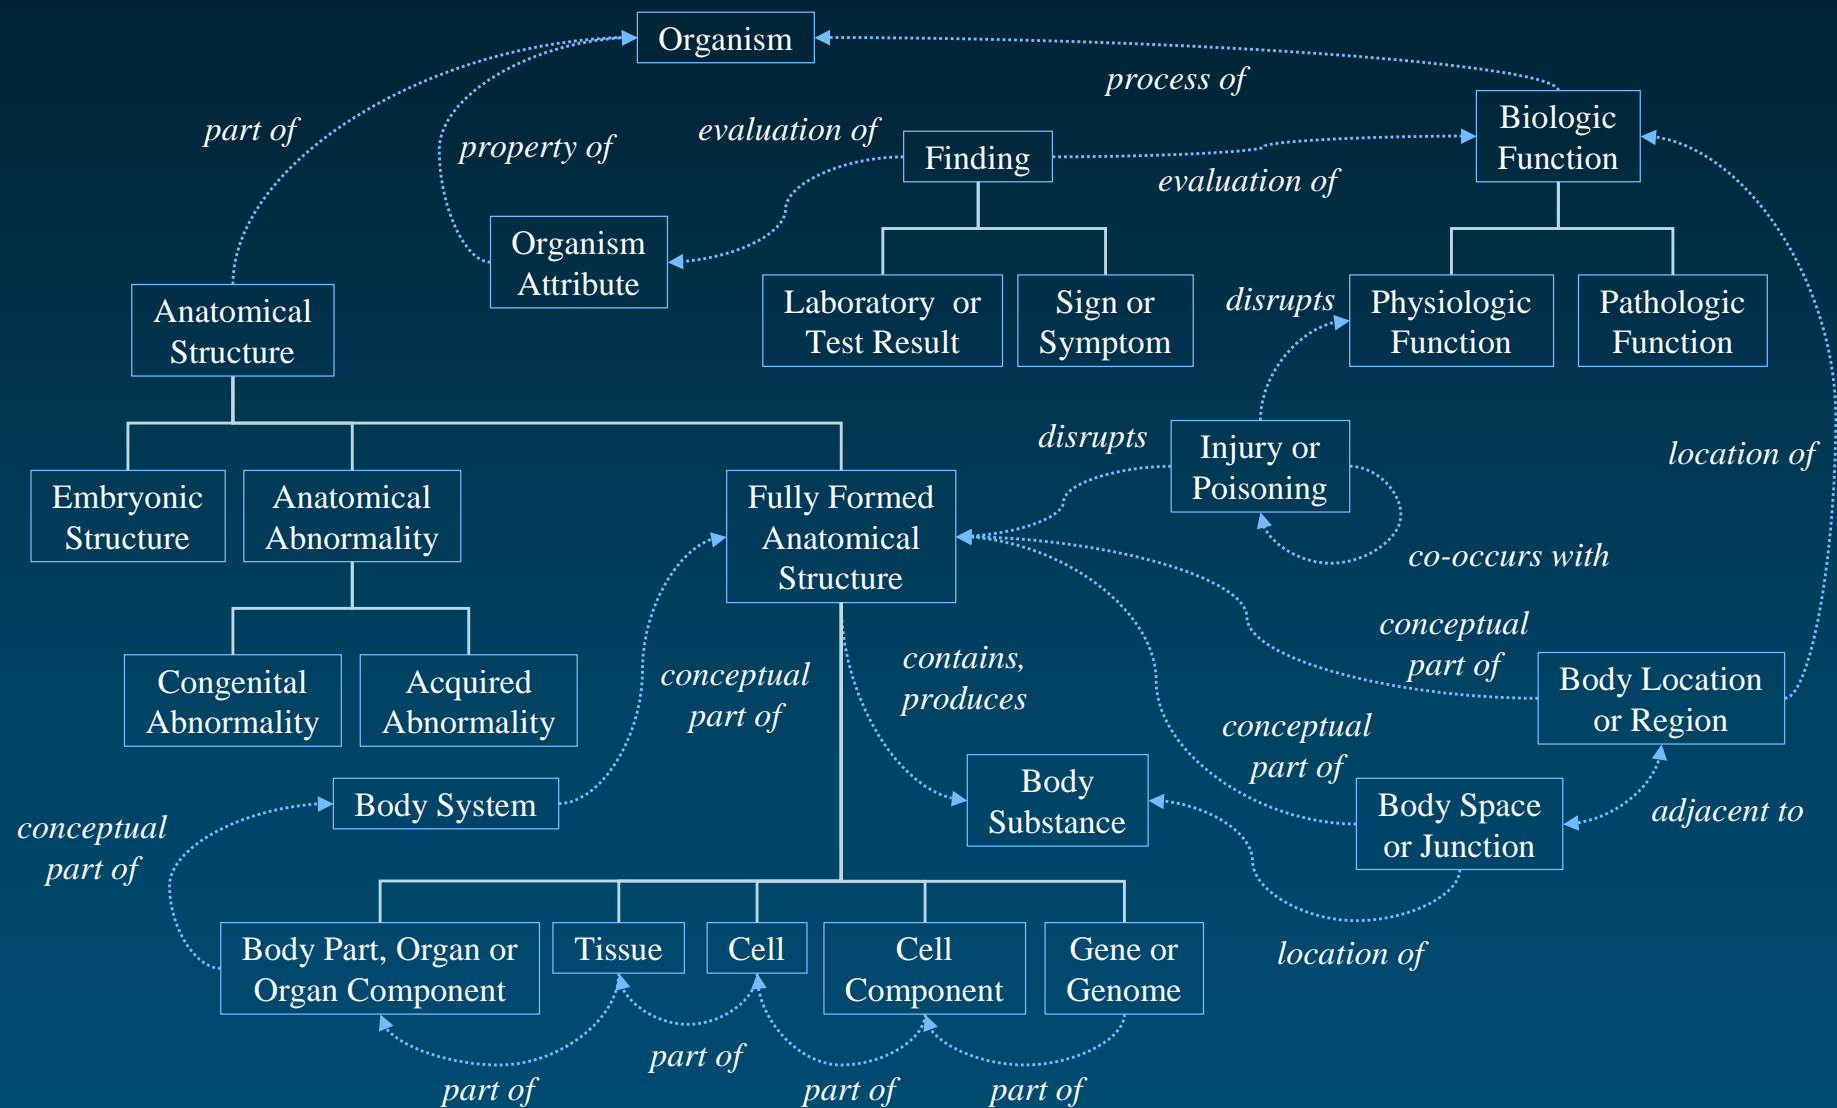 Organism
process of
part of
property of
evaluation of
Finding
evaluation of
Biologic
Function
Organism
Attribute
Anatomical
Structure
Laboratory or
Test Result
Sign or
Symptom
disrupts
Physiologic
Function
Pathologic
Function
disrupts
Injury or
Poisoning
location of
co-occurs with
Embryonic
Structure
Anatomical
Abnormality
Fully Formed
Anatomical
Structure
Congenital
Abnormality
Acquired
Abnormality
conceptual
part of
contains,
produces
conceptual
part of
Body Location
or Region
conceptual
part of
Body System
Body
Substance
Body Space
or Junction
adjacent to
conceptual
part of
Body Part, Organ or
Organ Component
Tissue
Cell
Cell
Component
Gene or
Genome
location of
part of
part of
part of
part of